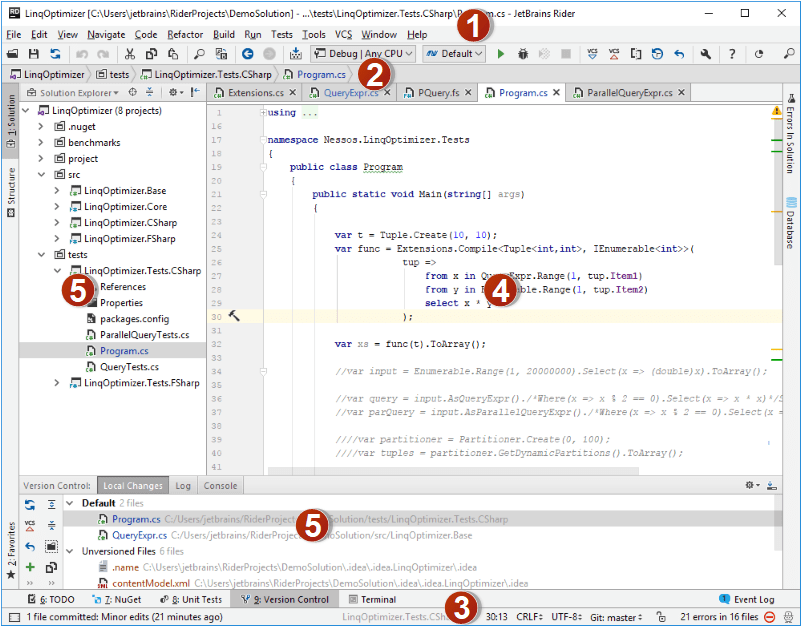 LinqOptimizer [C:\Users\jetbrains\RiderProjects\DemoSolution] - ...\tests\LinqOptimizer.Tests.CSharp\Program.cs - JetBrains Rider
File Edit View Navigate Code Refactor Build Run Tests Tools VCS Window Help
1
Debug | Any CPU Default VCS VCS
LinqOptimizer tests LinqOptimizer.Tests.CSharp Program.cs
2
Solution Explorer Extensions.cs QueryExpr.cs PQuery.fs Program.cs ParallelQueryExpr.cs
1: Solution
Structure
2: Favorites
LinqOptimizer (8 projects)
.nuget
benchmarks
project
src
LinqOptimizer.Base
LinqOptimizer.Core
LinqOptimizer.CSharp
LinqOptimizer.FSharp
tests
LinqOptimizer.Tests.CSharp
References
5
Properties
packages.config
ParallelQueryTests.cs
Program.cs
QueryTests.cs
LinqOptimizer.Tests.FSharp
1 using ...
16
17 namespace Nessos.LinqOptimizer.Tests
18 {
19 public class Program
20 {
21 public static void Main(string[] args)
22 {
23
24 var t = Tuple.Create(10, 10);
25 var func = Extensions.Compile<Tuple<int,int>, IEnumerable<int>>(
26 tup =>
27 from x in Qu Expr.Range(1, tup.Item1)
28 from y in able.Range(1, tup.Item2)
4
29 select x *
30 );
31
32 var xs = func(t).ToArray();
33
34 //var input = Enumerable.Range(1, 20000000).Select(x => (double)x).ToArray();
35
36 //var query = input.AsQueryExpr()./*Where(x => x % 2 == 0).Select(x => x * x)*/
37 //var parQuery = input.AsParallelQueryExpr()./*Where(x => x % 2 == 0).Select(x =
38
39 ////var partitioner = Partitioner.Create(0, 100);
40 ////var tuples = partitioner.GetDynamicPartitions().ToArray();
41
Errors In Solution
Database
Version Control: Local Changes Log Console
Default 2 files
Program.cs C:/Users/jetbrains/RiderProjec Solution/tests/LinqOptimizer.Tests.CSharp
5
QueryExpr.cs C:/Users/jetbrains/RiderProje Solution/src/LinqOptimizer.Base
VCS
Unversioned Files 6 files
.name C:\Users\jetbrains\RiderProjects\DemoSolution\.idea\.idea.LinqOptimizer\.idea
contentModel.xml C:\Users\jetbrains\RiderProjects\DemoSolution\.idea\.idea.LinqOptimizer\.idea
6: TODO 7: NuGet 8: Unit Tests 9: Version Control Terminal 1 Event Log
1 file committed: Minor edits (21 minutes ago) LinqOptimizer.Tests.CS 3 30:13 CRLF UTF-8 Git: master 21 errors in 16 files